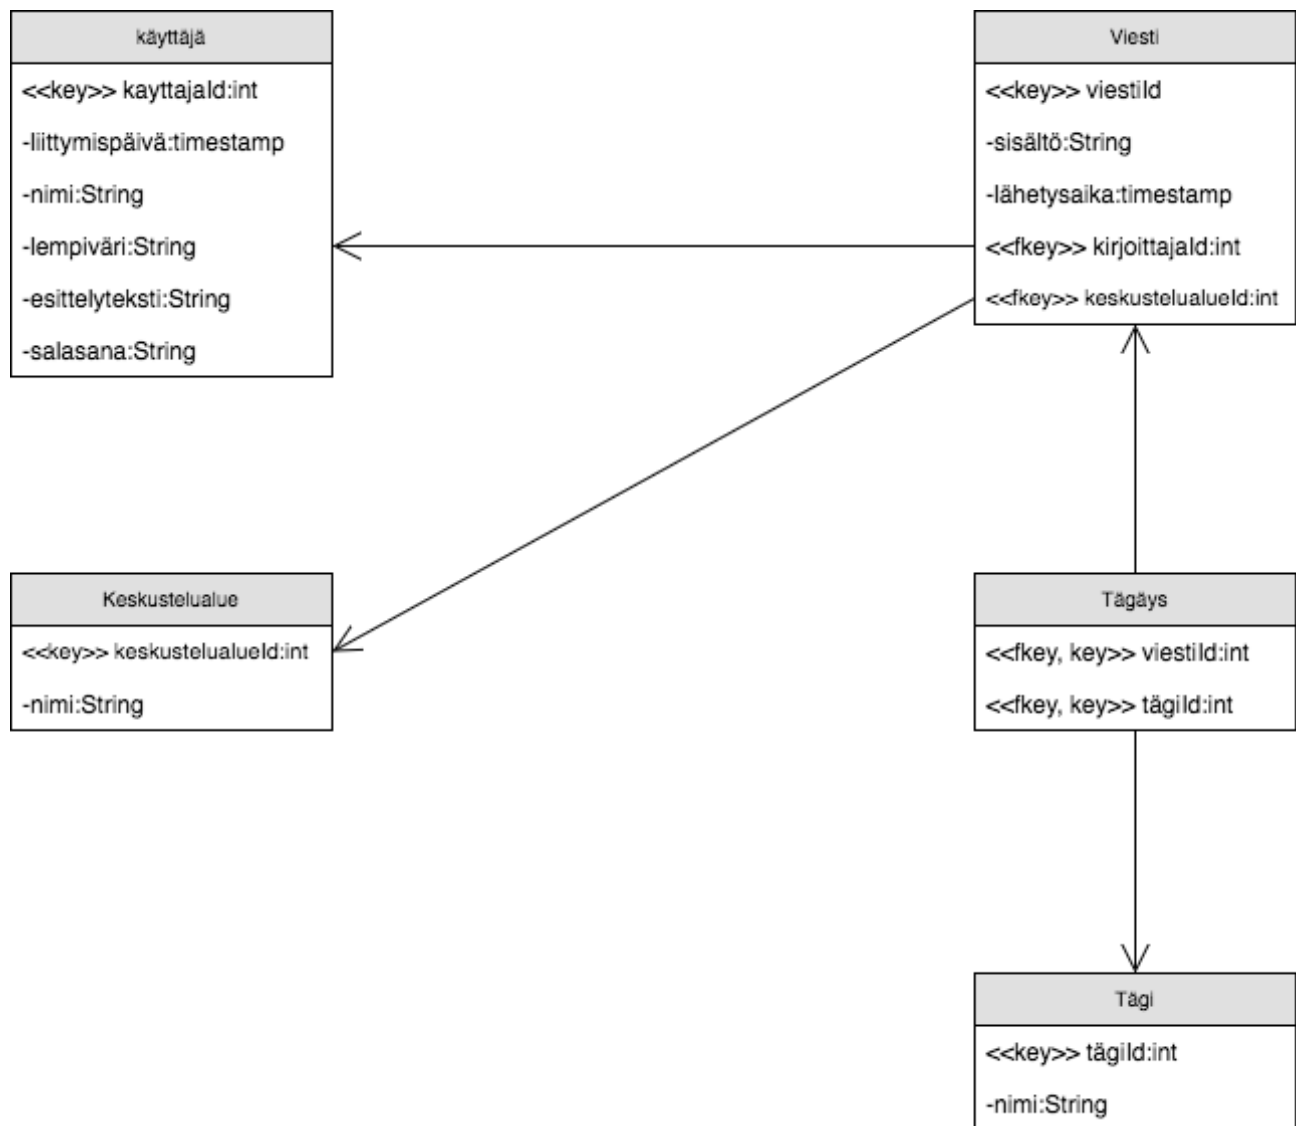 käyttäjä
<<key>> kayttajaId:int
-liittymispäivä:timestamp
-nimi:String
-lempiväri:String
-esittelyteksti:String
-salasana:String
Viesti
<<key>> viestiId
-sisältö:String
-lähetysaika:timestamp
<<fkey>> kirjoittajaId:int
<<fkey>> keskustelualueId:int
Keskustelualue
<<key>> keskustelualueId:int
-nimi:String
Tägäys
<<fkey, key>> viestiId:int
<<fkey, key>> tägiId:int
Tägi
<<key>> tägiId:int
-nimi:String